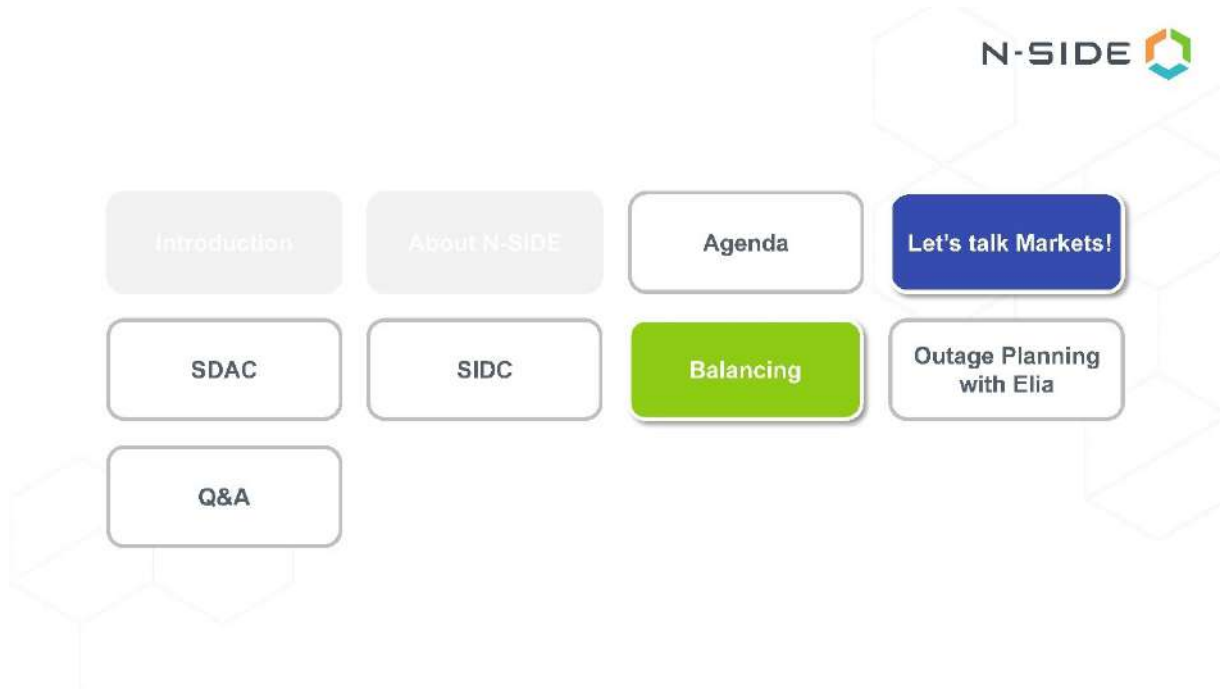 N-SIDE
Introduction
About N-SIDE
Agenda
Let's talk Markets!
SDAC
SIDC
Balancing
Outage Planning
with Elia
Q&A